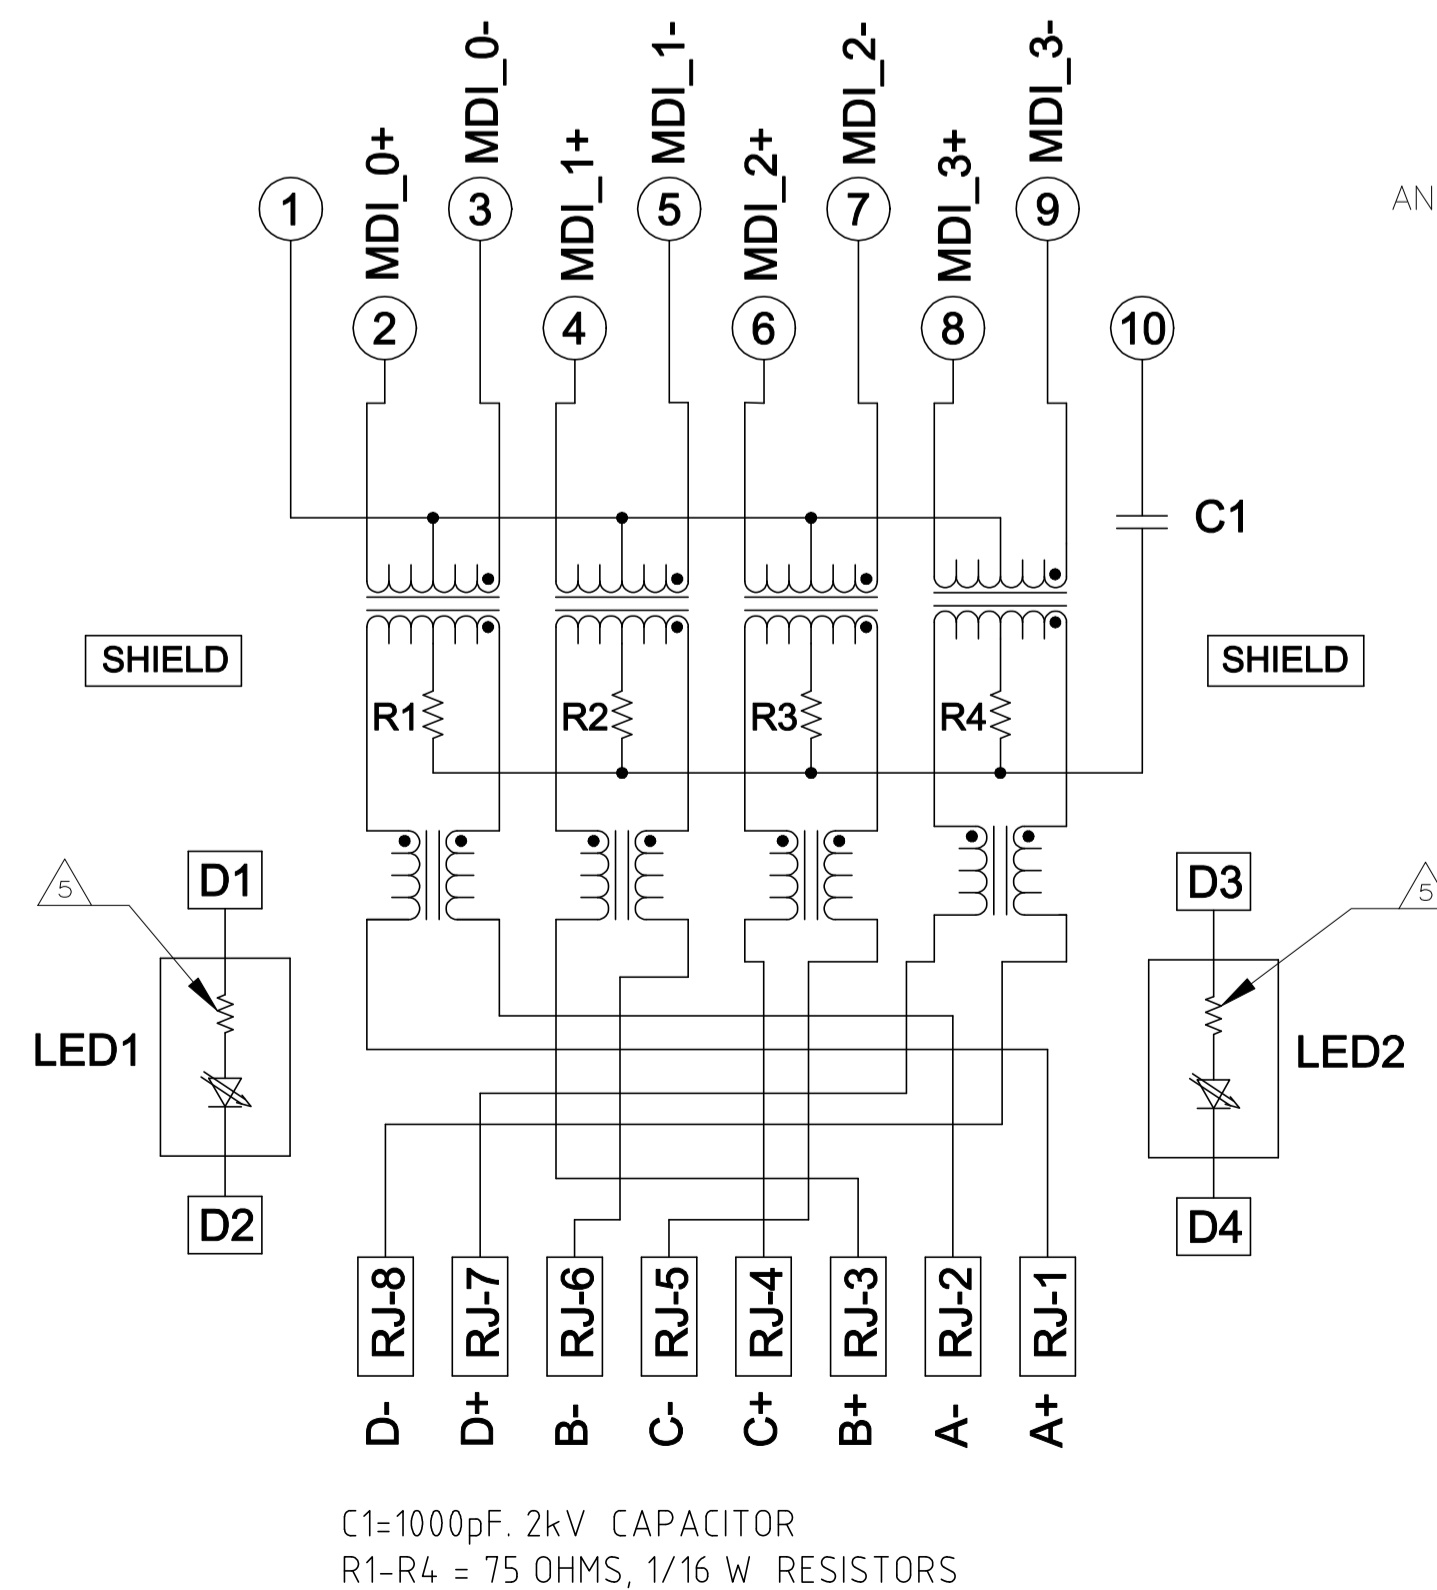 MDI_0-
MDI_1-
MDI_2-
MDI_3-
MDI_0+
MDI_1+
MDI_2+
MDI_3+
1
3
5
7
9
AN
2
4
6
8
10
C1
SHIELD
SHIELD
R1
R2
R3
R4
5
D1
D3
5
LED1
LED2
D2
D4
RJ-8
RJ-7
RJ-6
RJ-5
RJ-4
RJ-3
RJ-2
RJ-1
D-
D+
B-
C-
C+
B+
A-
A+
C1=1000pF. 2kV CAPACITOR
R1-R4 = 75 OHMS, 1/16 W RESISTORS